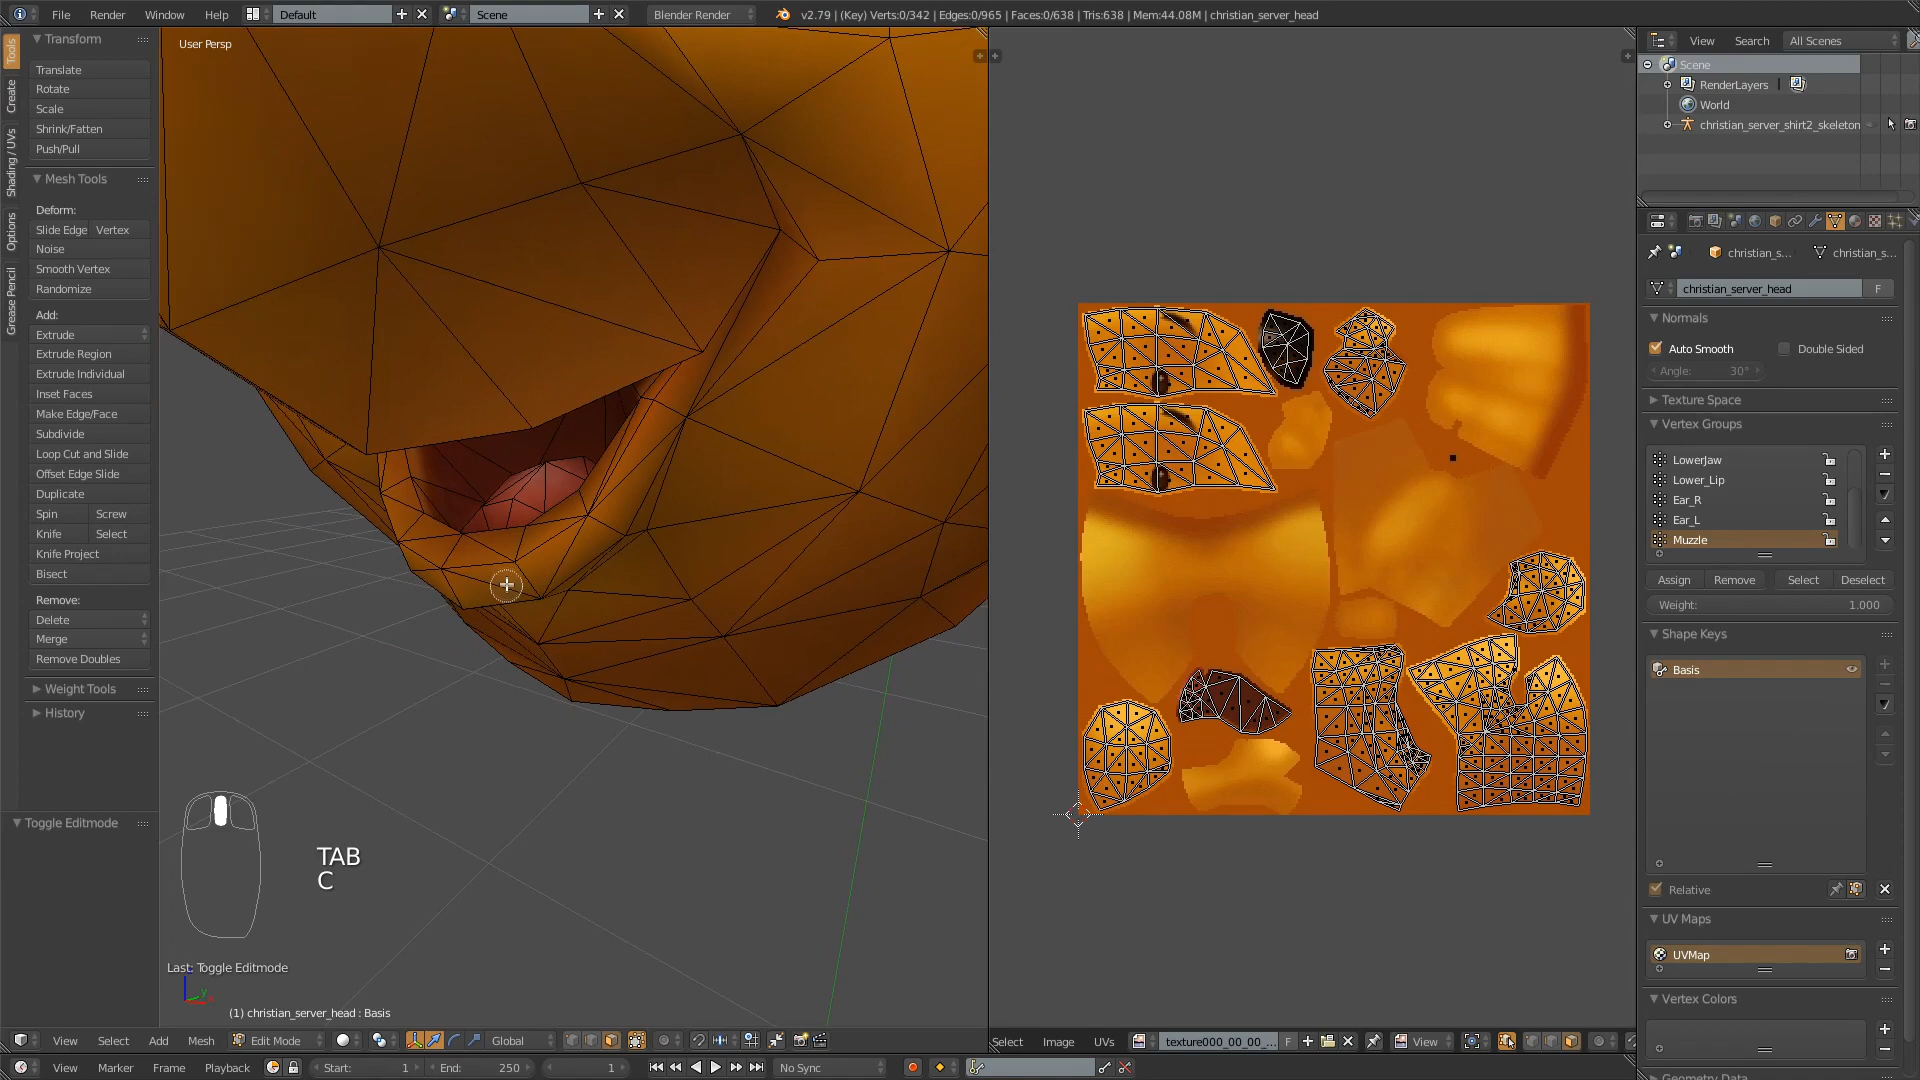 File Render Window Help Default Scene Blender Render v2.79 | (Key) Verts:0/342 | Edges:0/965 | Faces:0/638 | Tris:638 | Mem:44.08M | christian_server_head
Tools
Create
Shading / UVs
Options
Grease Pencil
Transform
Translate
Rotate
Scale
Shrink/Fatten
Push/Pull
Mesh Tools
Deform:
Slide Edge Vertex
Noise
Smooth Vertex
Randomize
Add:
Extrude
Extrude Region
Extrude Individual
Inset Faces
Make Edge/Face
Subdivide
Loop Cut and Slide
Offset Edge Slide
Duplicate
Spin Screw
Knife Select
Knife Project
Bisect
Remove:
Delete
Merge
Remove Doubles
Weight Tools
History
Toggle Editmode
User Persp
TAB
C
Last: Toggle Editmode
(1) christian_server_head : Basis
View Select Add Mesh Edit Mode Global
Select Image UVs texture000_00_00_... F View
View Marker Frame Playback Start: 1 End: 250 1 No Sync
View Search All Scenes
Scene
RenderLayers
World
christian_server_shirt2_skeleton
christian_s... christian_s...
christian_server_head F
Normals
Auto Smooth Double Sided
Angle: 30°
Texture Space
Vertex Groups
LowerJaw
Lower_Lip
Ear_R
Ear_L
Muzzle
Assign Remove Select Deselect
Weight: 1.000
Shape Keys
Basis
Relative
UV Maps
UVMap
Vertex Colors
Geometry Data